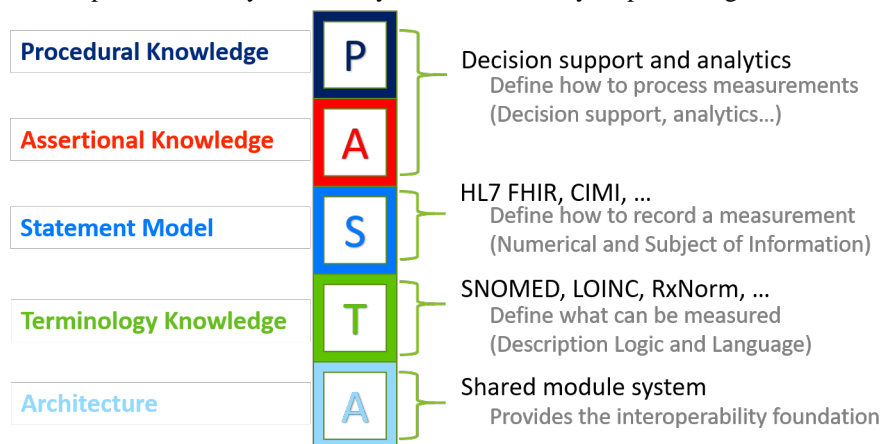 Procedural Knowledge
P
Decision support and analytics
Define how to process measurements
(Decision support, analytics...)
Assertional Knowledge
A
Statement Model
S
HL7 FHIR, CIMI, ...
Define how to record a measurement
(Numerical and Subject of Information)
Terminology Knowledge
T
SNOMED, LOINC, RxNorm, ...
Define what can be measured
(Description Logic and Language)
Architecture
A
Shared module system
Provides the interoperability foundation